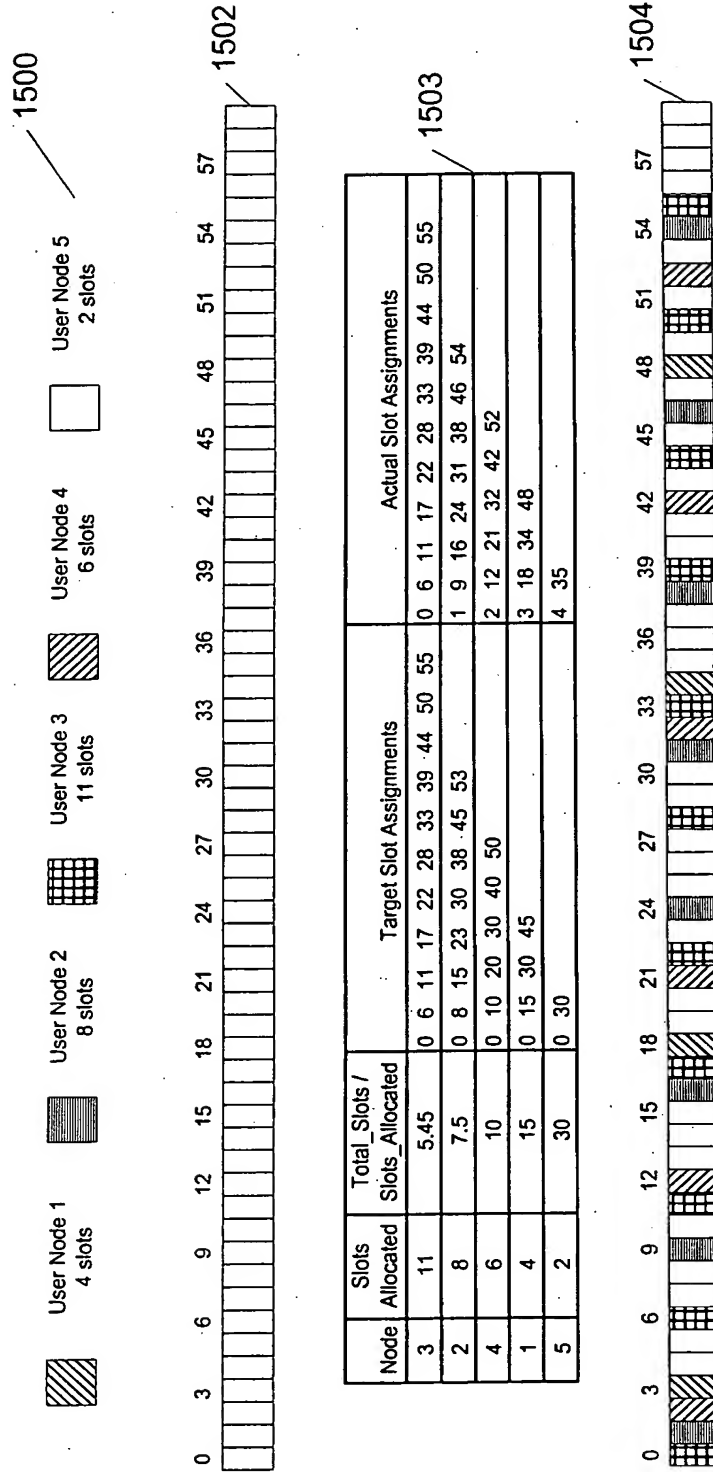 1500
User Node 1 User Node 2 User Node 3 User Node 4 User Node 5
4 slots 8 slots 11 slots 6 slots 2 slots
0 3 6 9 12 15 18 21 24 27 30 33 36 39 42 45 48 51 54 57
1502
Node Slots Allocated Total_Slots / Slots_Allocated Target Slot Assignments Actual Slot Assignments
3 11 5.45 0 6 11 17 22 28 33 39 44 50 55 0 6 11 17 22 28 33 39 44 50 55
2 8 7.5 0 8 15 23 30 38 45 53 1 9 16 24 31 38 46 54
4 6 10 0 10 20 30 40 50 2 12 21 32 42 52
1 4 15 0 15 30 45 3 18 34 48
5 2 30 0 30 4 35
1503
0 3 6 9 12 15 18 21 24 27 30 33 36 39 42 45 48 51 54 57
1504